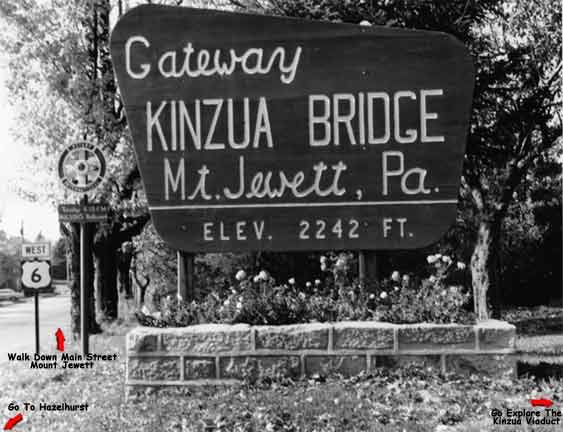 Gateway
KINZUA BRIDGE
Mt. Jewett, Pa.
ELEV. 2242 FT.
ROTARY
WEST
6
Walk Down Main Street
Mount Jewett
Go To Hazelhurst
Go Explore The
Kinzua Viaduct